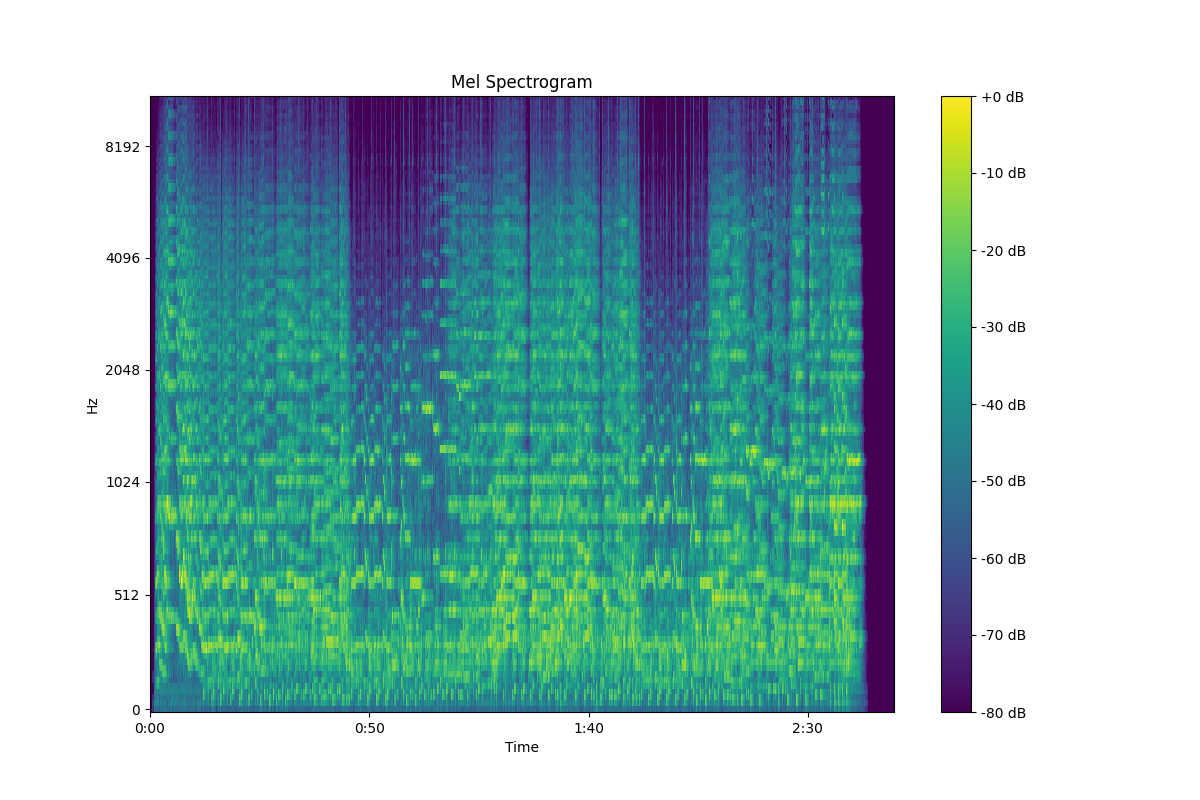 Mel Spectrogram
Hz
8192
4096
2048
1024
512
0
0:00 0:50 1:40 2:30
Time
+0 dB
-10 dB
-20 dB
-30 dB
-40 dB
-50 dB
-60 dB
-70 dB
-80 dB